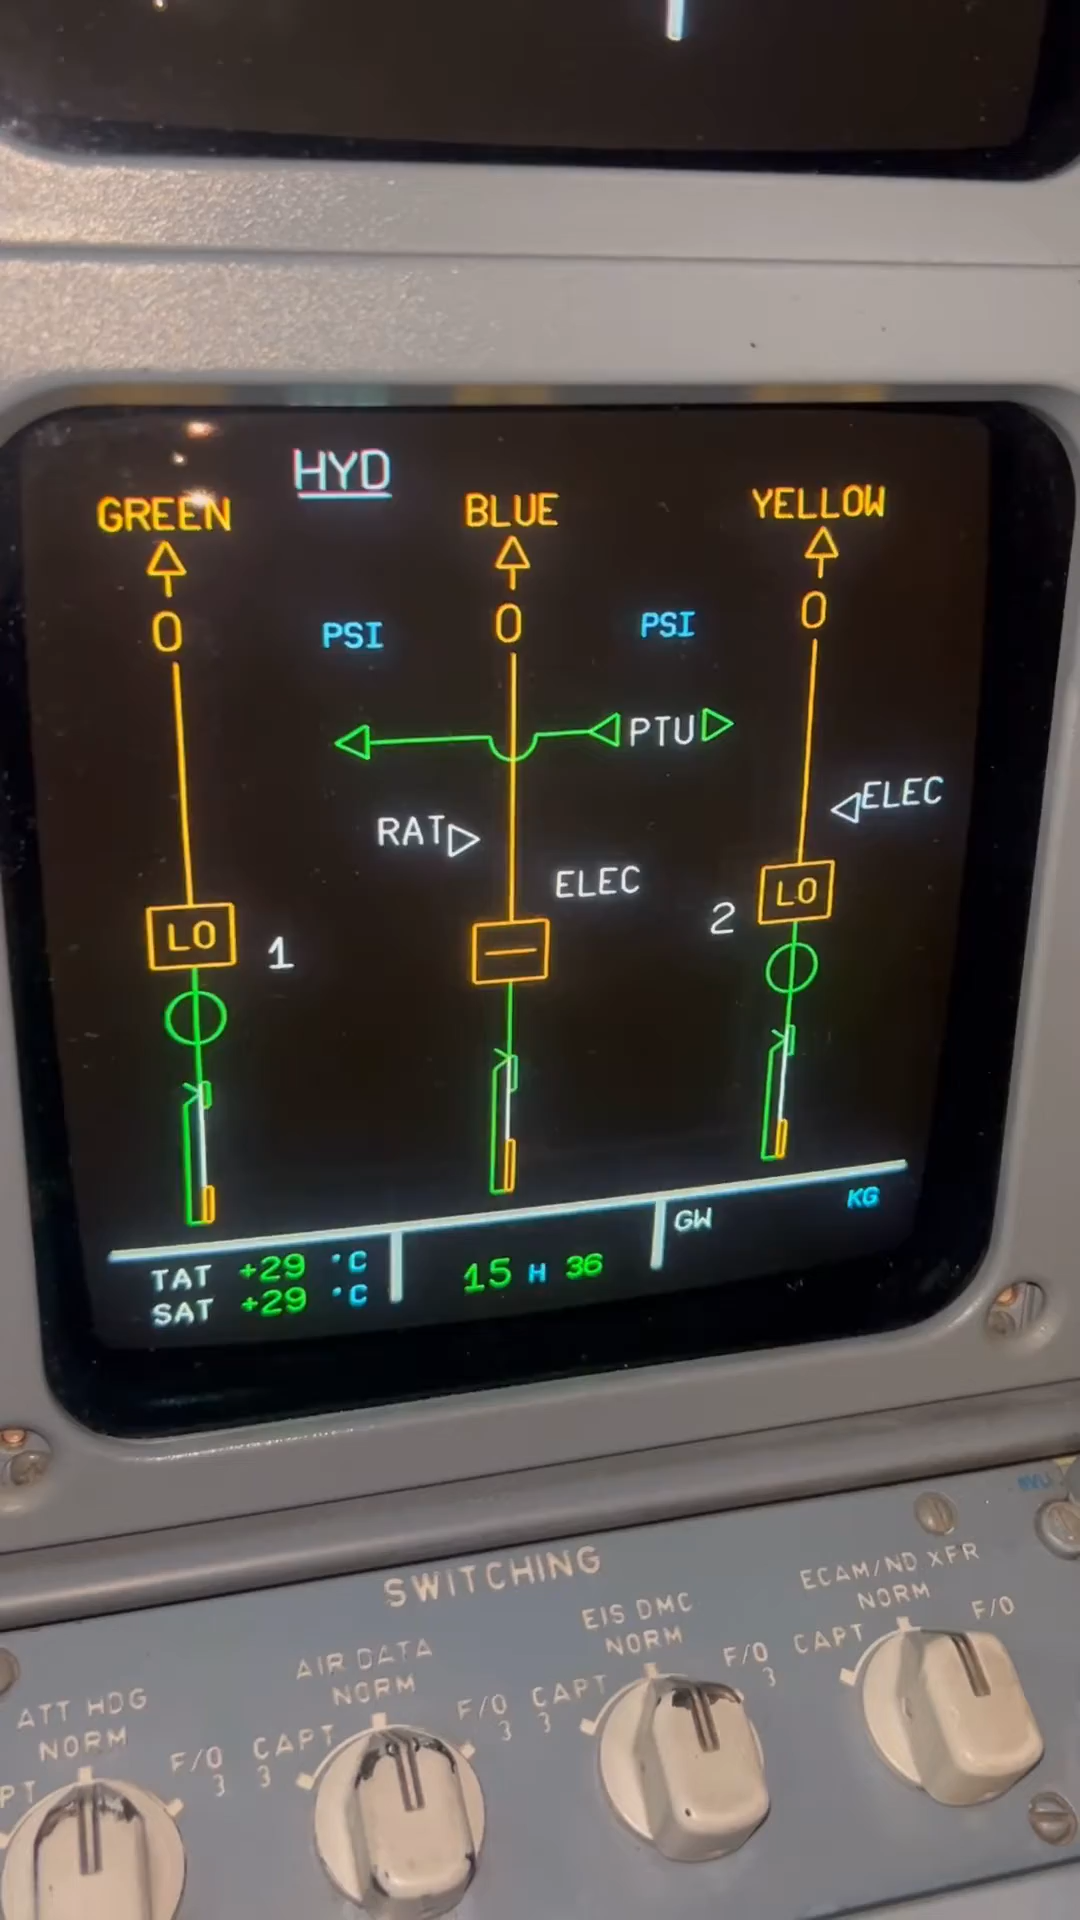 HYD
GREEN BLUE YELLOW
0 PSI 0 PSI 0
PTU
RAT ELEC
ELEC
LO 1 2 LO
TAT +29 °C 15 H 36 GW KG
SAT +29 °C
SWITCHING
ATT HDG AIR DATA EIS DMC ECAM/ND XFR
NORM NORM NORM NORM
PT F/O 3 CAPT 3 F/O 3 CAPT 3 F/O 3 CAPT F/O